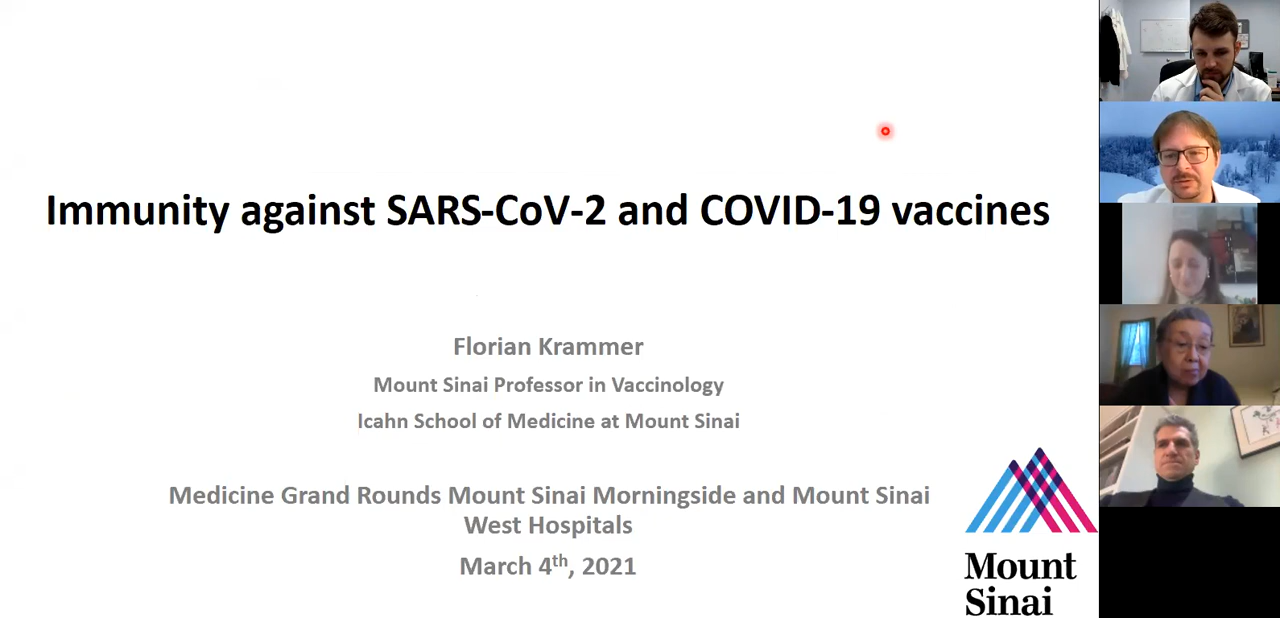 Immunity against SARS-CoV-2 and COVID-19 vaccines
Florian Krammer
Mount Sinai Professor in Vaccinology
Icahn School of Medicine at Mount Sinai
Medicine Grand Rounds Mount Sinai Morningside and Mount Sinai
West Hospitals
March 4th, 2021
Mount
Sinai